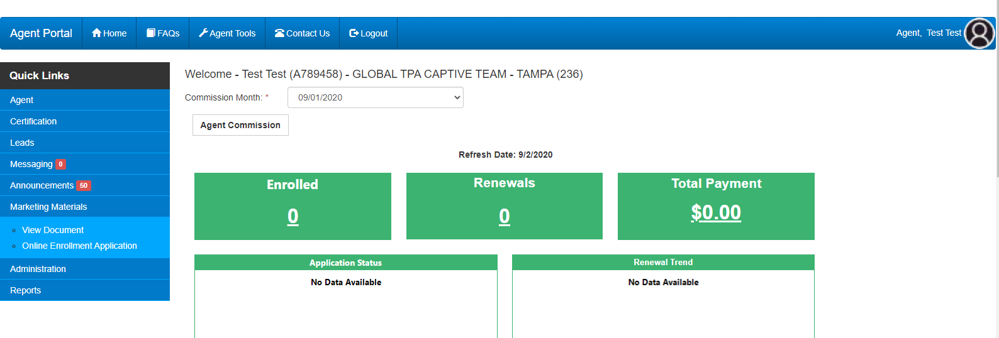 Agent Portal Home FAQs Agent Tools Contact Us Logout Agent, Test Test
Quick Links
Agent
Certification
Leads
Messaging 0
Announcements 50
Marketing Materials
View Document
Online Enrollment Application
Administration
Reports
Welcome - Test Test (A789458) - GLOBAL TPA CAPTIVE TEAM - TAMPA (236)
Commission Month: * 09/01/2020
Agent Commission
Refresh Date: 9/2/2020
Enrolled
0
Renewals
0
Total Payment
$0.00
Application Status
No Data Available
Renewal Trend
No Data Available